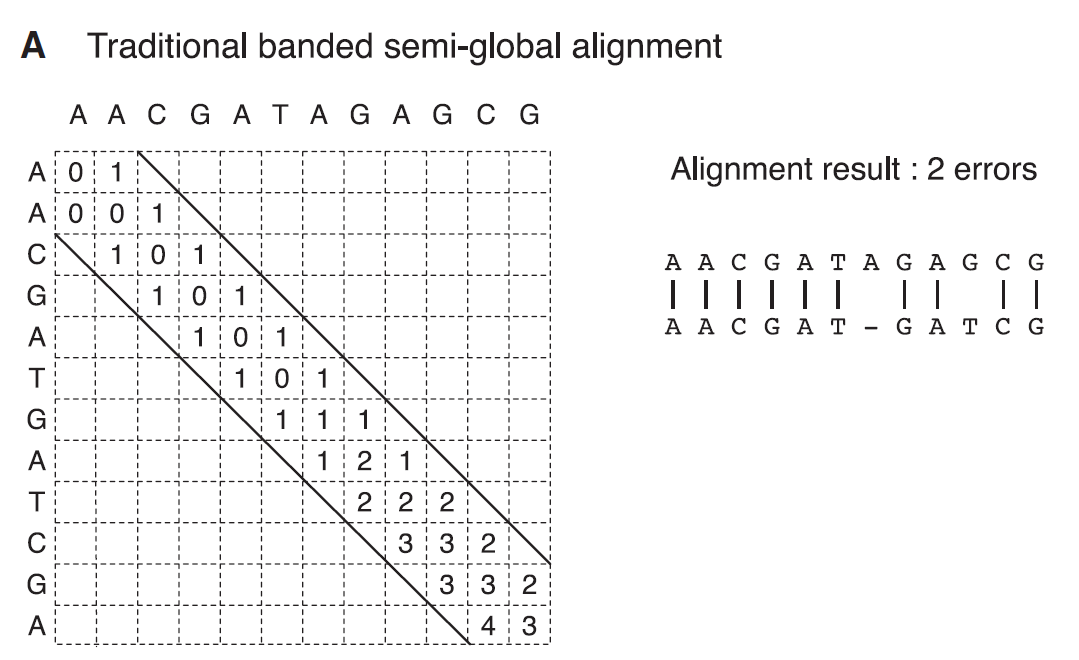 A Traditional banded semi-global alignment
A A C G A T A G A G C G
A 0 1
A 0 0 1
C 1 0 1
G 1 0 1
A 1 0 1
T 1 0 1
G 1 1 1
A 1 2 1
T 2 2 2
C 3 3 2
G 3 3 2
A 4 3
Alignment result : 2 errors
A A C G A T A G A G C G
A A C G A T – G A T C G